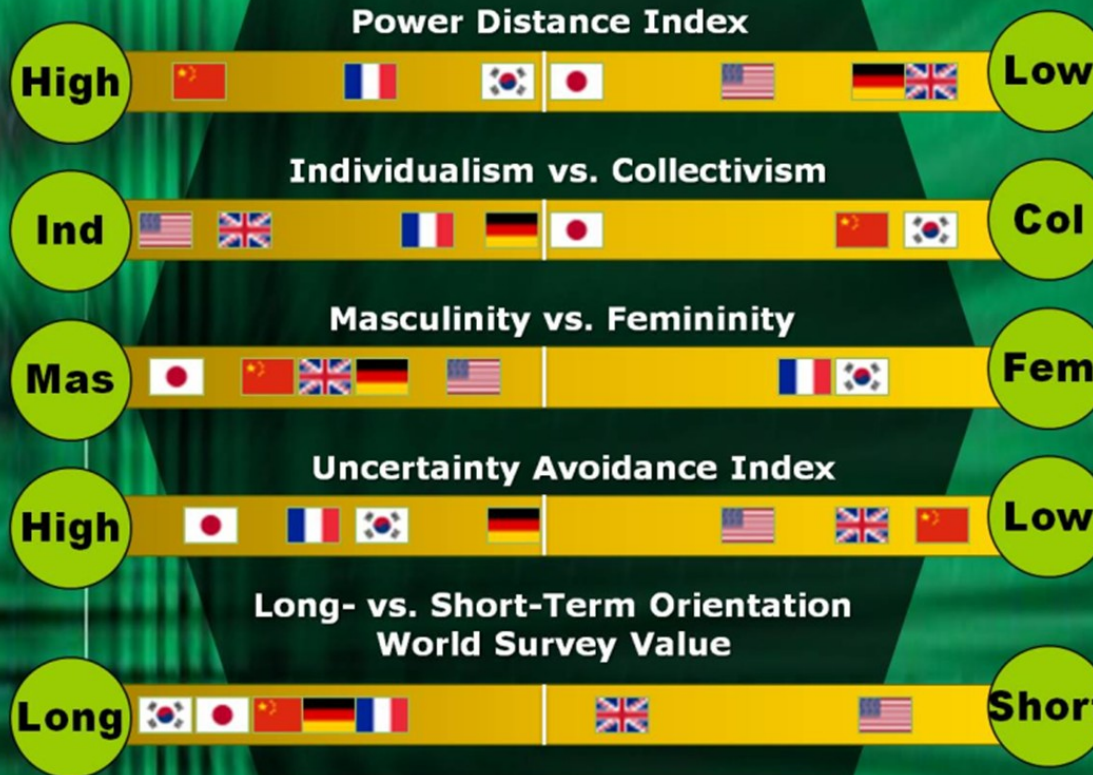 Power Distance Index
High
Low
Individualism vs. Collectivism
Ind
Col
Masculinity vs. Femininity
Mas
Fem
Uncertainty Avoidance Index
High
Low
Long- vs. Short-Term Orientation
World Survey Value
Long
Short